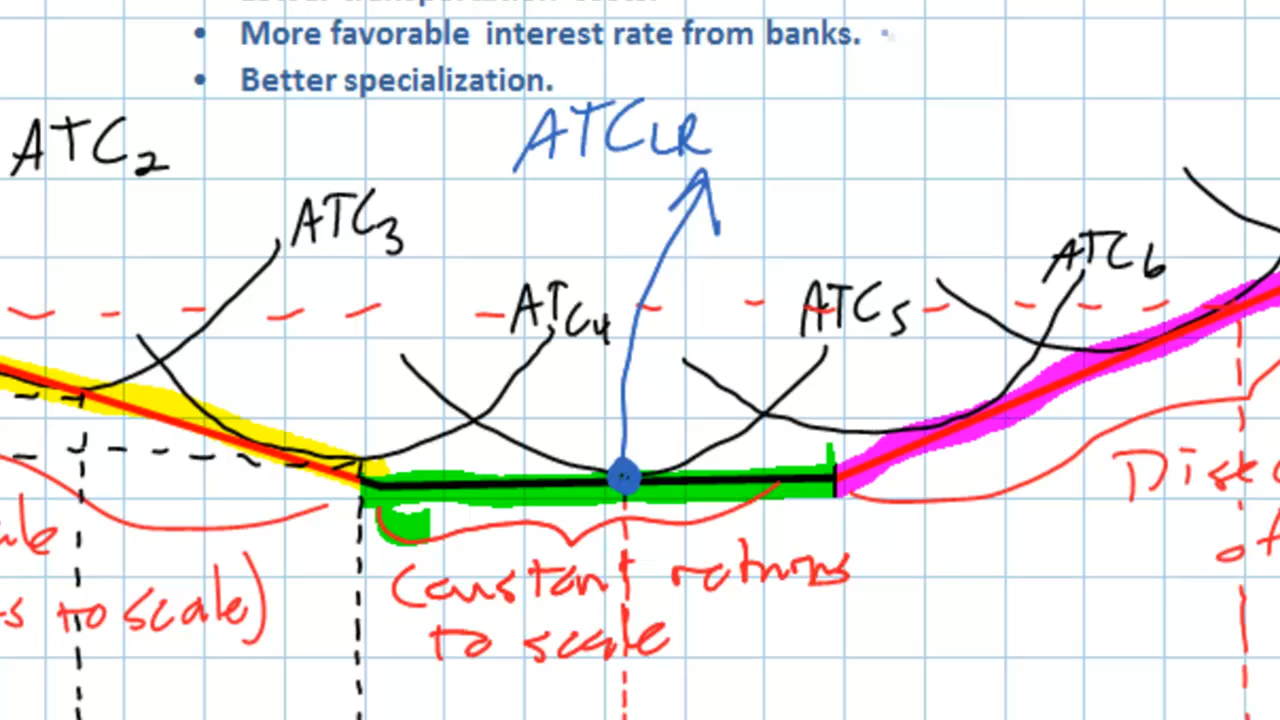 • More favorable interest rate from banks.
• Better specialization.
ATC2
ATCLR
ATC3
ATC4
ATC5
ATC6
to scale)
Constant returns
to scale